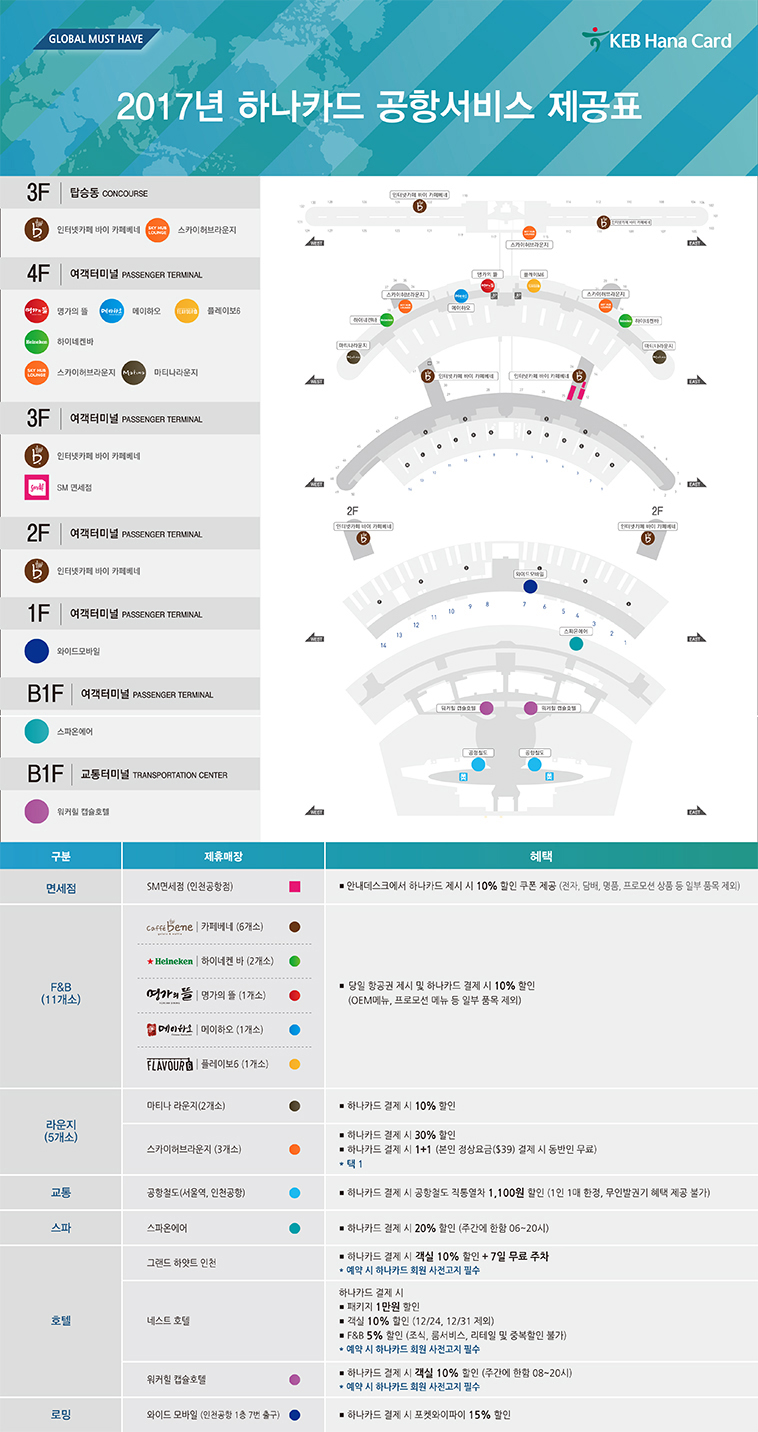 GLOBAL MUST HAVE
KEB Hana Card
2017년 하나카드 공항서비스 제공표
3F 탑승동 CONCOURSE
인터넷카페 바이 카페베네
SKY HUB LOUNGE 스카이허브라운지
4F 여객터미널 PASSENGER TERMINAL
명가의 뜰 명가의 뜰
메이하오 메이하오
플레이보6
Heineken 하이네켄바
SKY HUB LOUNGE 스카이허브라운지
마티나라운지
3F 여객터미널 PASSENGER TERMINAL
인터넷카페 바이 카페베네
SM 면세점
2F 여객터미널 PASSENGER TERMINAL
인터넷카페 바이 카페베네
1F 여객터미널 PASSENGER TERMINAL
와이드모바일
B1F 여객터미널 PASSENGER TERMINAL
스파온에어
B1F 교통터미널 TRANSPORTATION CENTER
워커힐 캡슐호텔
인터넷카페 바이 카페베네
인터넷카페 바이 카페베네
WEST
EAST
스카이허브라운지
명가의 뜰
플레이보6
스카이허브라운지
메이하오
스카이허브라운지
하이네켄바
Heineken
Heineken
하이네켄바
마티나라운지
마티나라운지
WEST
EAST
인터넷카페 바이 카페베네
인터넷카페 바이 카페베네
WEST
EAST
2F
2F
인터넷카페 바이 카페베네
인터넷카페 바이 카페베네
와이드모바일
14 13 12 11 10 9 8 7 6 5 4 3 2 1
WEST
EAST
스파온에어
워커힐 캡슐호텔
워커힐 캡슐호텔
공항철도
공항철도
WEST
EAST
구분
제휴매장
혜택
면세점
SM면세점 (인천공항점)
■ 안내데스크에서 하나카드 제시 시 10% 할인 쿠폰 제공 (전자, 담배, 명품, 프로모션 상품 등 일부 품목 제외)
F&B
(11개소)
caffé bene 카페베네 (6개소)
★ Heineken 하이네켄 바 (2개소)
명가의 뜰 명가의 뜰 (1개소)
메이하오 메이하오 (1개소)
FLAVOUR 6 플레이보6 (1개소)
■ 당일 항공권 제시 및 하나카드 결제 시 10% 할인
(OEM메뉴, 프로모션 메뉴 등 일부 품목 제외)
라운지
(5개소)
마티나 라운지(2개소)
■ 하나카드 결제 시 10% 할인
스카이허브라운지 (3개소)
■ 하나카드 결제 시 30% 할인
■ 하나카드 결제 시 1+1 (본인 정상요금($39) 결제 시 동반인 무료)
* 택 1
교통
공항철도(서울역, 인천공항)
■ 하나카드 결제 시 공항철도 직통열차 1,100원 할인 (1인 1매 한정, 무인발권기 혜택 제공 불가)
스파
스파온에어
■ 하나카드 결제 시 20% 할인 (주간에 한함 06~20시)
호텔
그랜드 하얏트 인천
■ 하나카드 결제 시 객실 10% 할인 + 7일 무료 주차
* 예약 시 하나카드 회원 사전고지 필수
네스트 호텔
하나카드 결제 시
■ 패키지 1만원 할인
■ 객실 10% 할인 (12/24, 12/31 제외)
■ F&B 5% 할인 (조식, 룸서비스, 리테일 및 중복할인 불가)
* 예약 시 하나카드 회원 사전고지 필수
워커힐 캡슐호텔
■ 하나카드 결제 시 객실 10% 할인 (주간에 한함 08~20시)
* 예약 시 하나카드 회원 사전고지 필수
로밍
와이드 모바일 (인천공항 1층 7번 출구)
■ 하나카드 결제 시 포켓와이파이 15% 할인